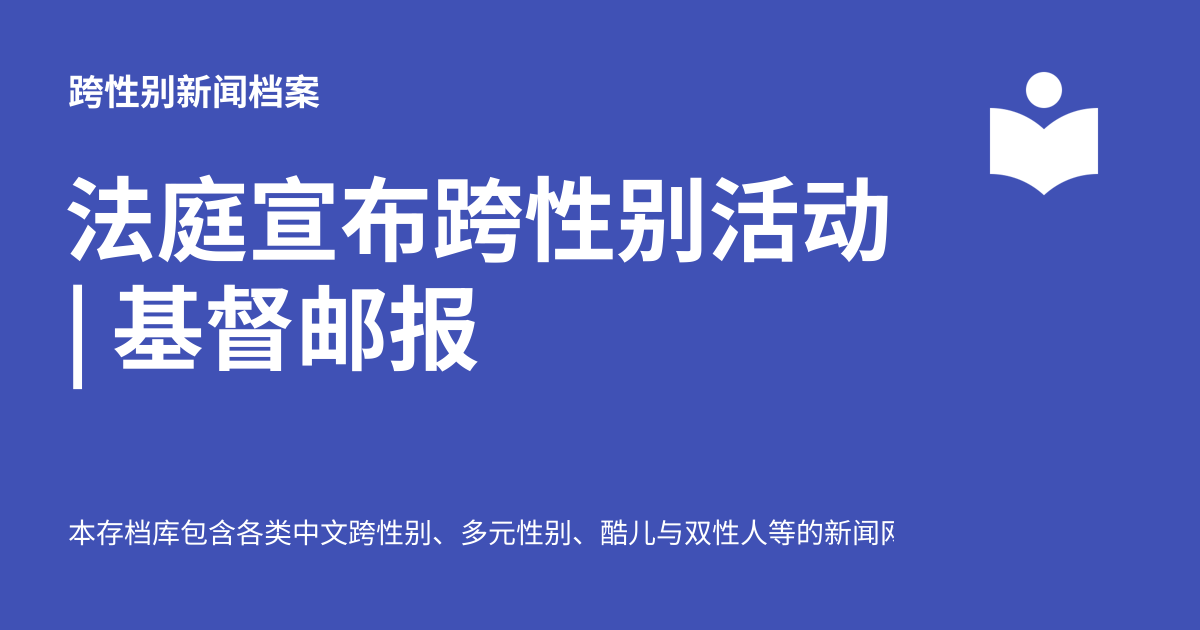 跨性别新闻档案
法庭宣布跨性别活动
| 基督邮报
本存档库包含各类中文跨性别、多元性别、酷儿与双性人等的新闻网